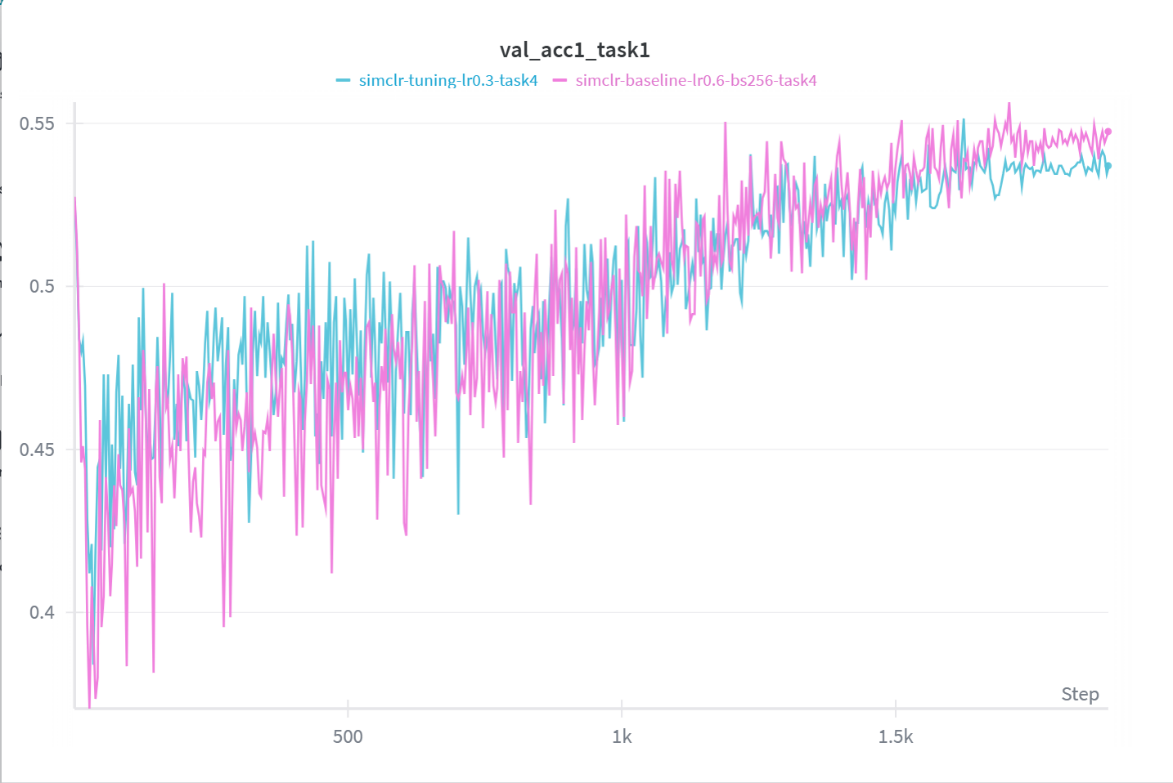 val_acc1_task1
simclr-tuning-lr0.3-task4 simclr-baseline-lr0.6-bs256-task4
0.55
0.5
0.45
0.4
Step
500 1k 1.5k